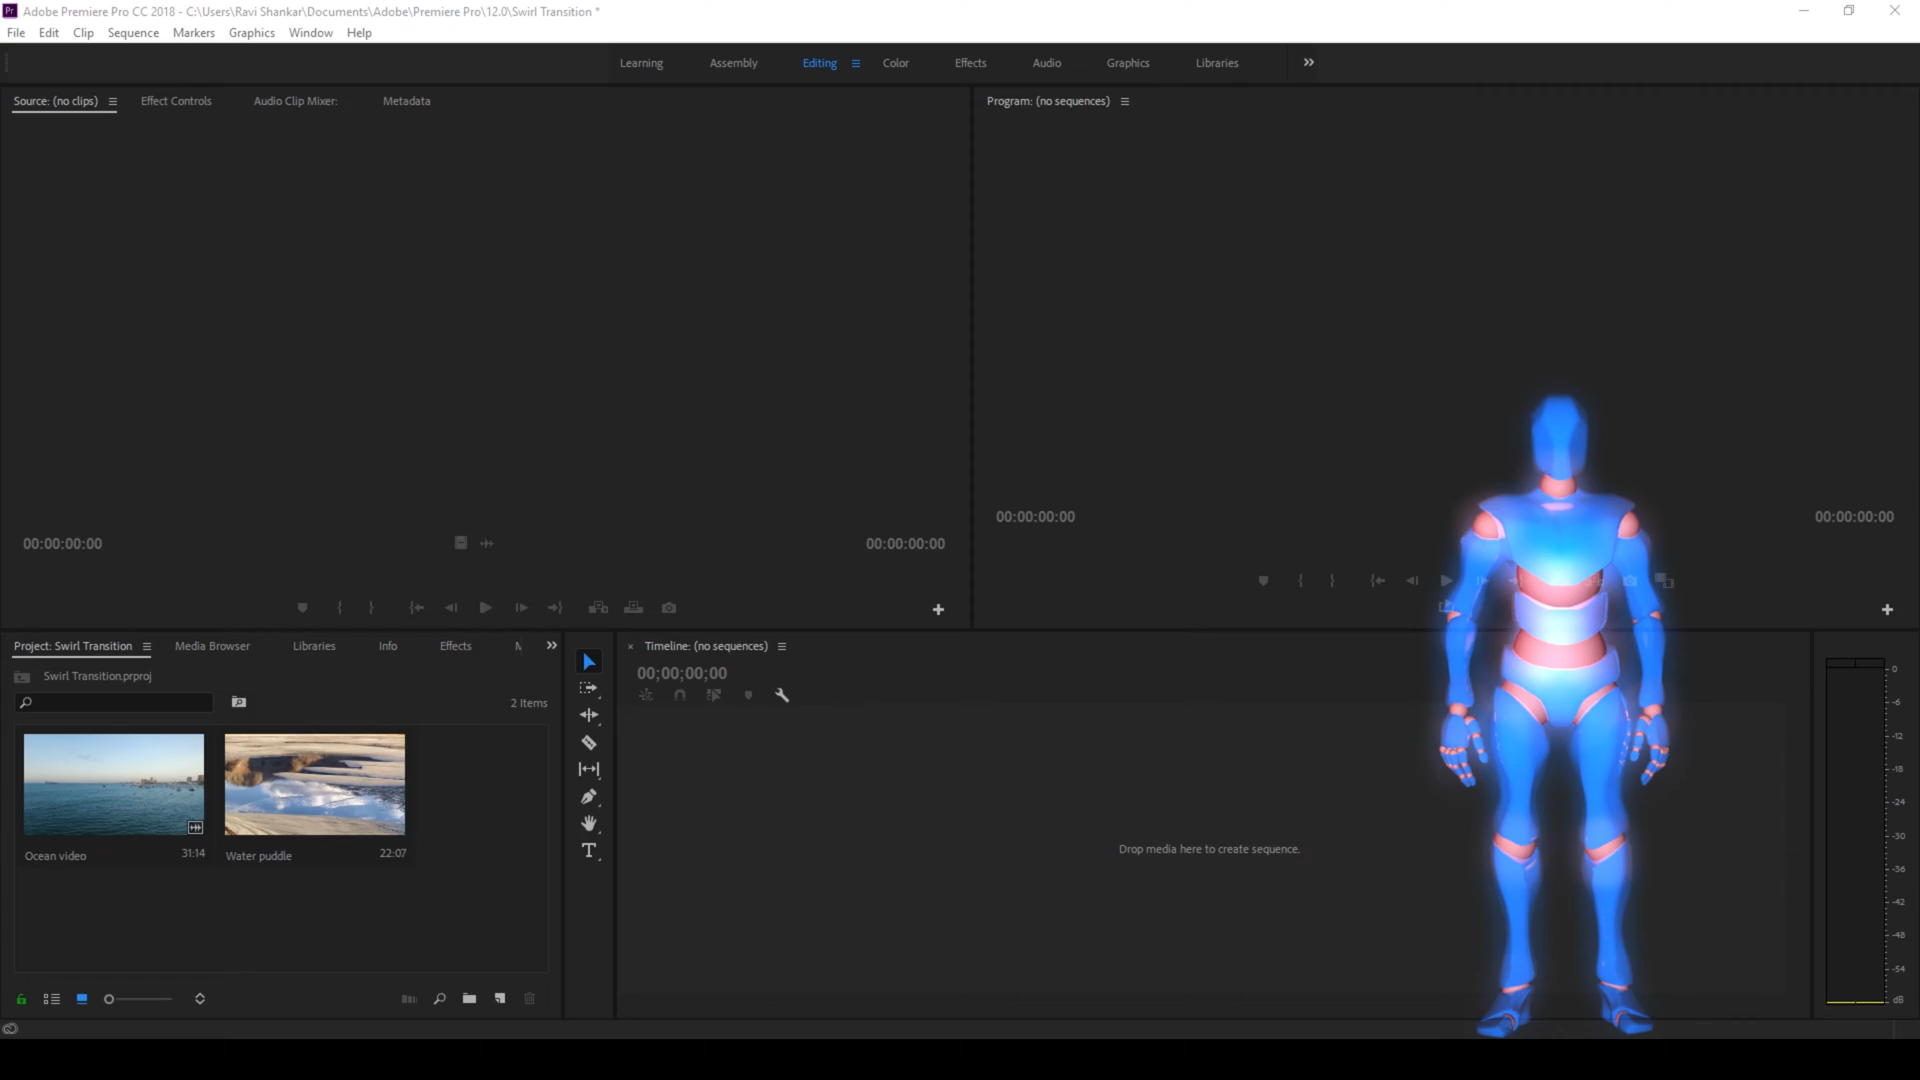 Pr Adobe Premiere Pro CC 2018 - C:\Users\Ravi Shankar\Documents\Adobe\Premiere Pro\12.0\Swirl Transition *
File Edit Clip Sequence Markers Graphics Window Help
Learning Assembly Editing Color Effects Audio Graphics Libraries
Source: (no clips) Effect Controls Audio Clip Mixer: Metadata
Program: (no sequences)
00:00:00:00 00:00:00:00
00:00:00:00 00:00:00:00
Project: Swirl Transition Media Browser Libraries Info Effects
Swirl Transition.prproj
2 Items
Ocean video 31:14
Water puddle 22:07
Timeline: (no sequences)
00;00;00;00
Drop media here to create sequence.
0
-6
-12
-18
-24
-30
-36
-42
-48
-54
dB